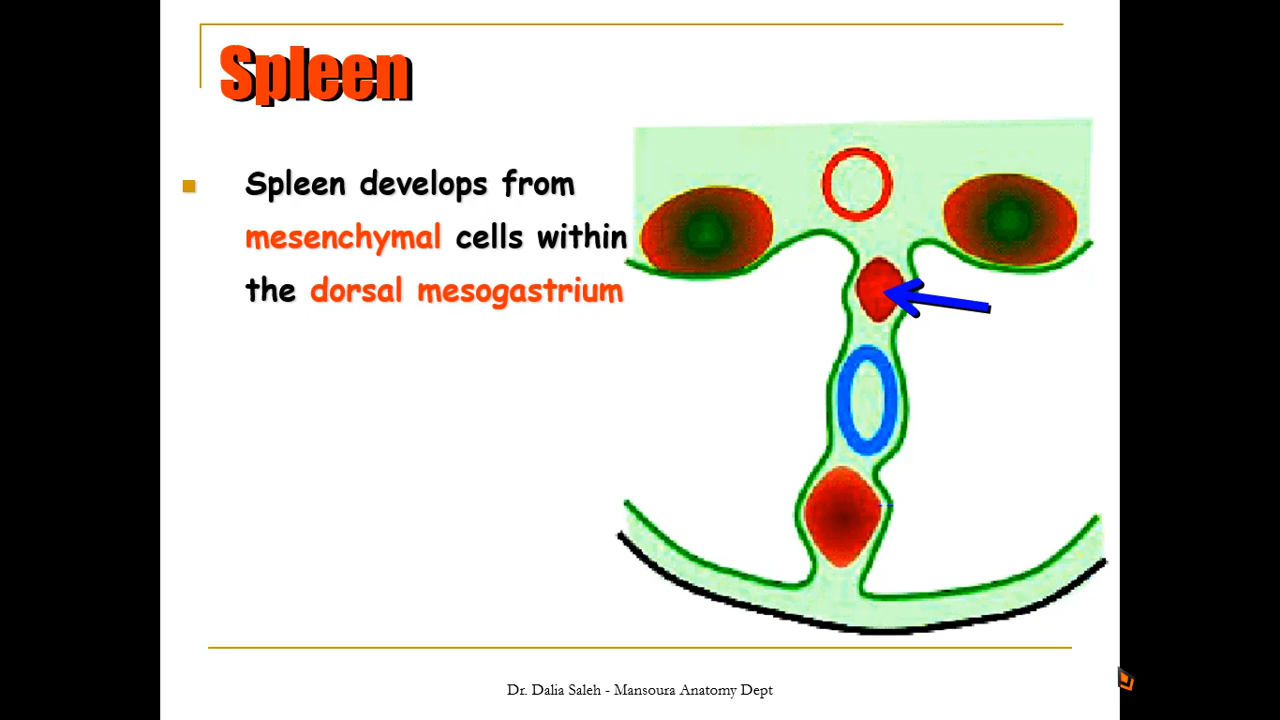 Spleen
Spleen develops from
mesenchymal cells within
the dorsal mesogastrium
Dr. Dalia Saleh - Mansoura Anatomy Dept